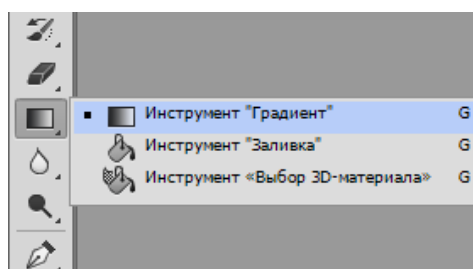 Инструмент "Градиент" G
Инструмент "Заливка" G
Инструмент «Выбор 3D-материала» G